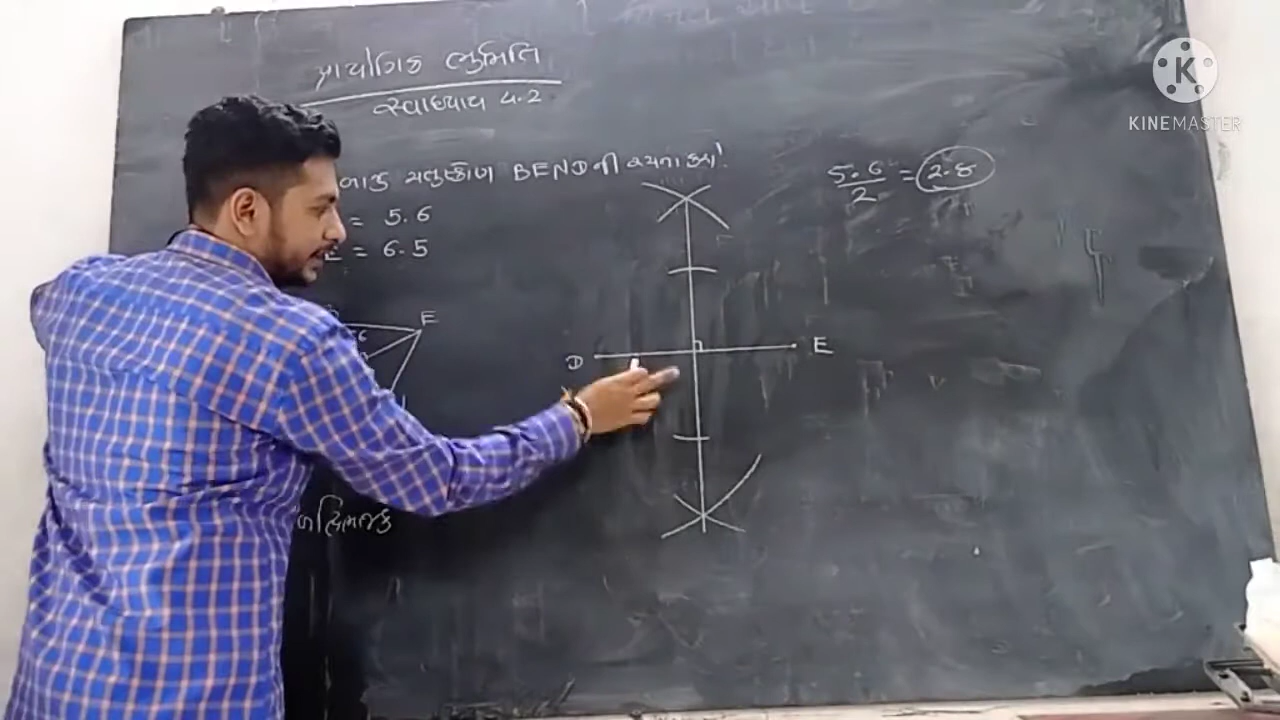 પ્રાયોગિક ભૂમિતિ
સ્વાધ્યાય ૫.૨
બાજુ ચતુષ્કોણ BEND ની રચના કરો!
= 5.6
E = 6.5
5.6/2 = 2.8
E
D
E
KINEMASTER